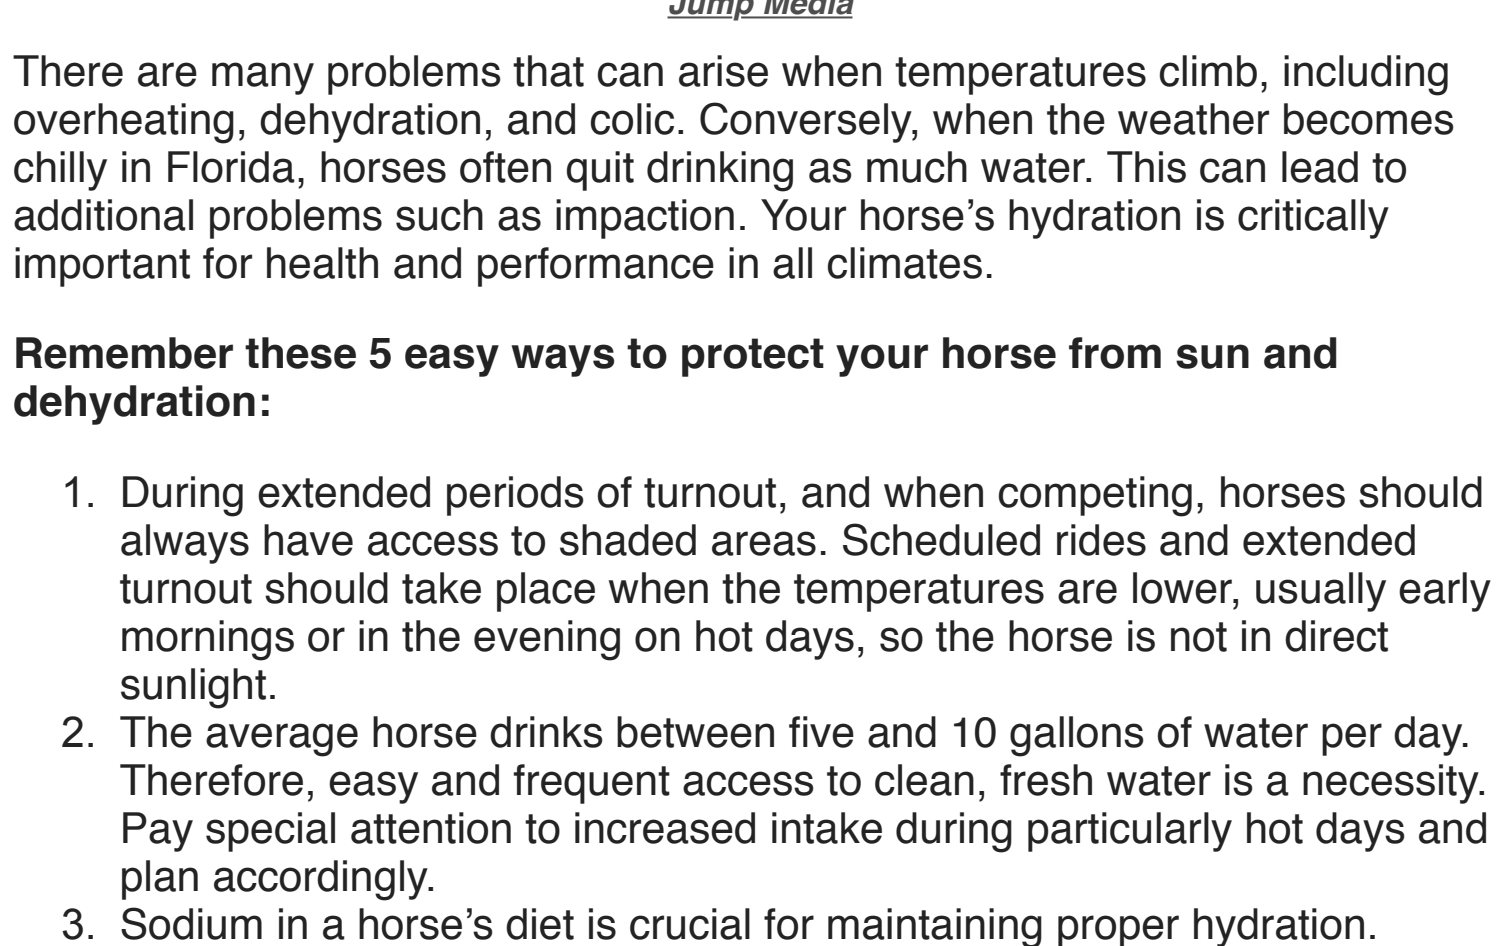 Jump Media
There are many problems that can arise when temperatures climb, including
overheating, dehydration, and colic. Conversely, when the weather becomes
chilly in Florida, horses often quit drinking as much water. This can lead to
additional problems such as impaction. Your horse’s hydration is critically
important for health and performance in all climates.
Remember these 5 easy ways to protect your horse from sun and
dehydration:
1. During extended periods of turnout, and when competing, horses should
always have access to shaded areas. Scheduled rides and extended
turnout should take place when the temperatures are lower, usually early
mornings or in the evening on hot days, so the horse is not in direct
sunlight.
2. The average horse drinks between five and 10 gallons of water per day.
Therefore, easy and frequent access to clean, fresh water is a necessity.
Pay special attention to increased intake during particularly hot days and
plan accordingly.
3. Sodium in a horse’s diet is crucial for maintaining proper hydration.